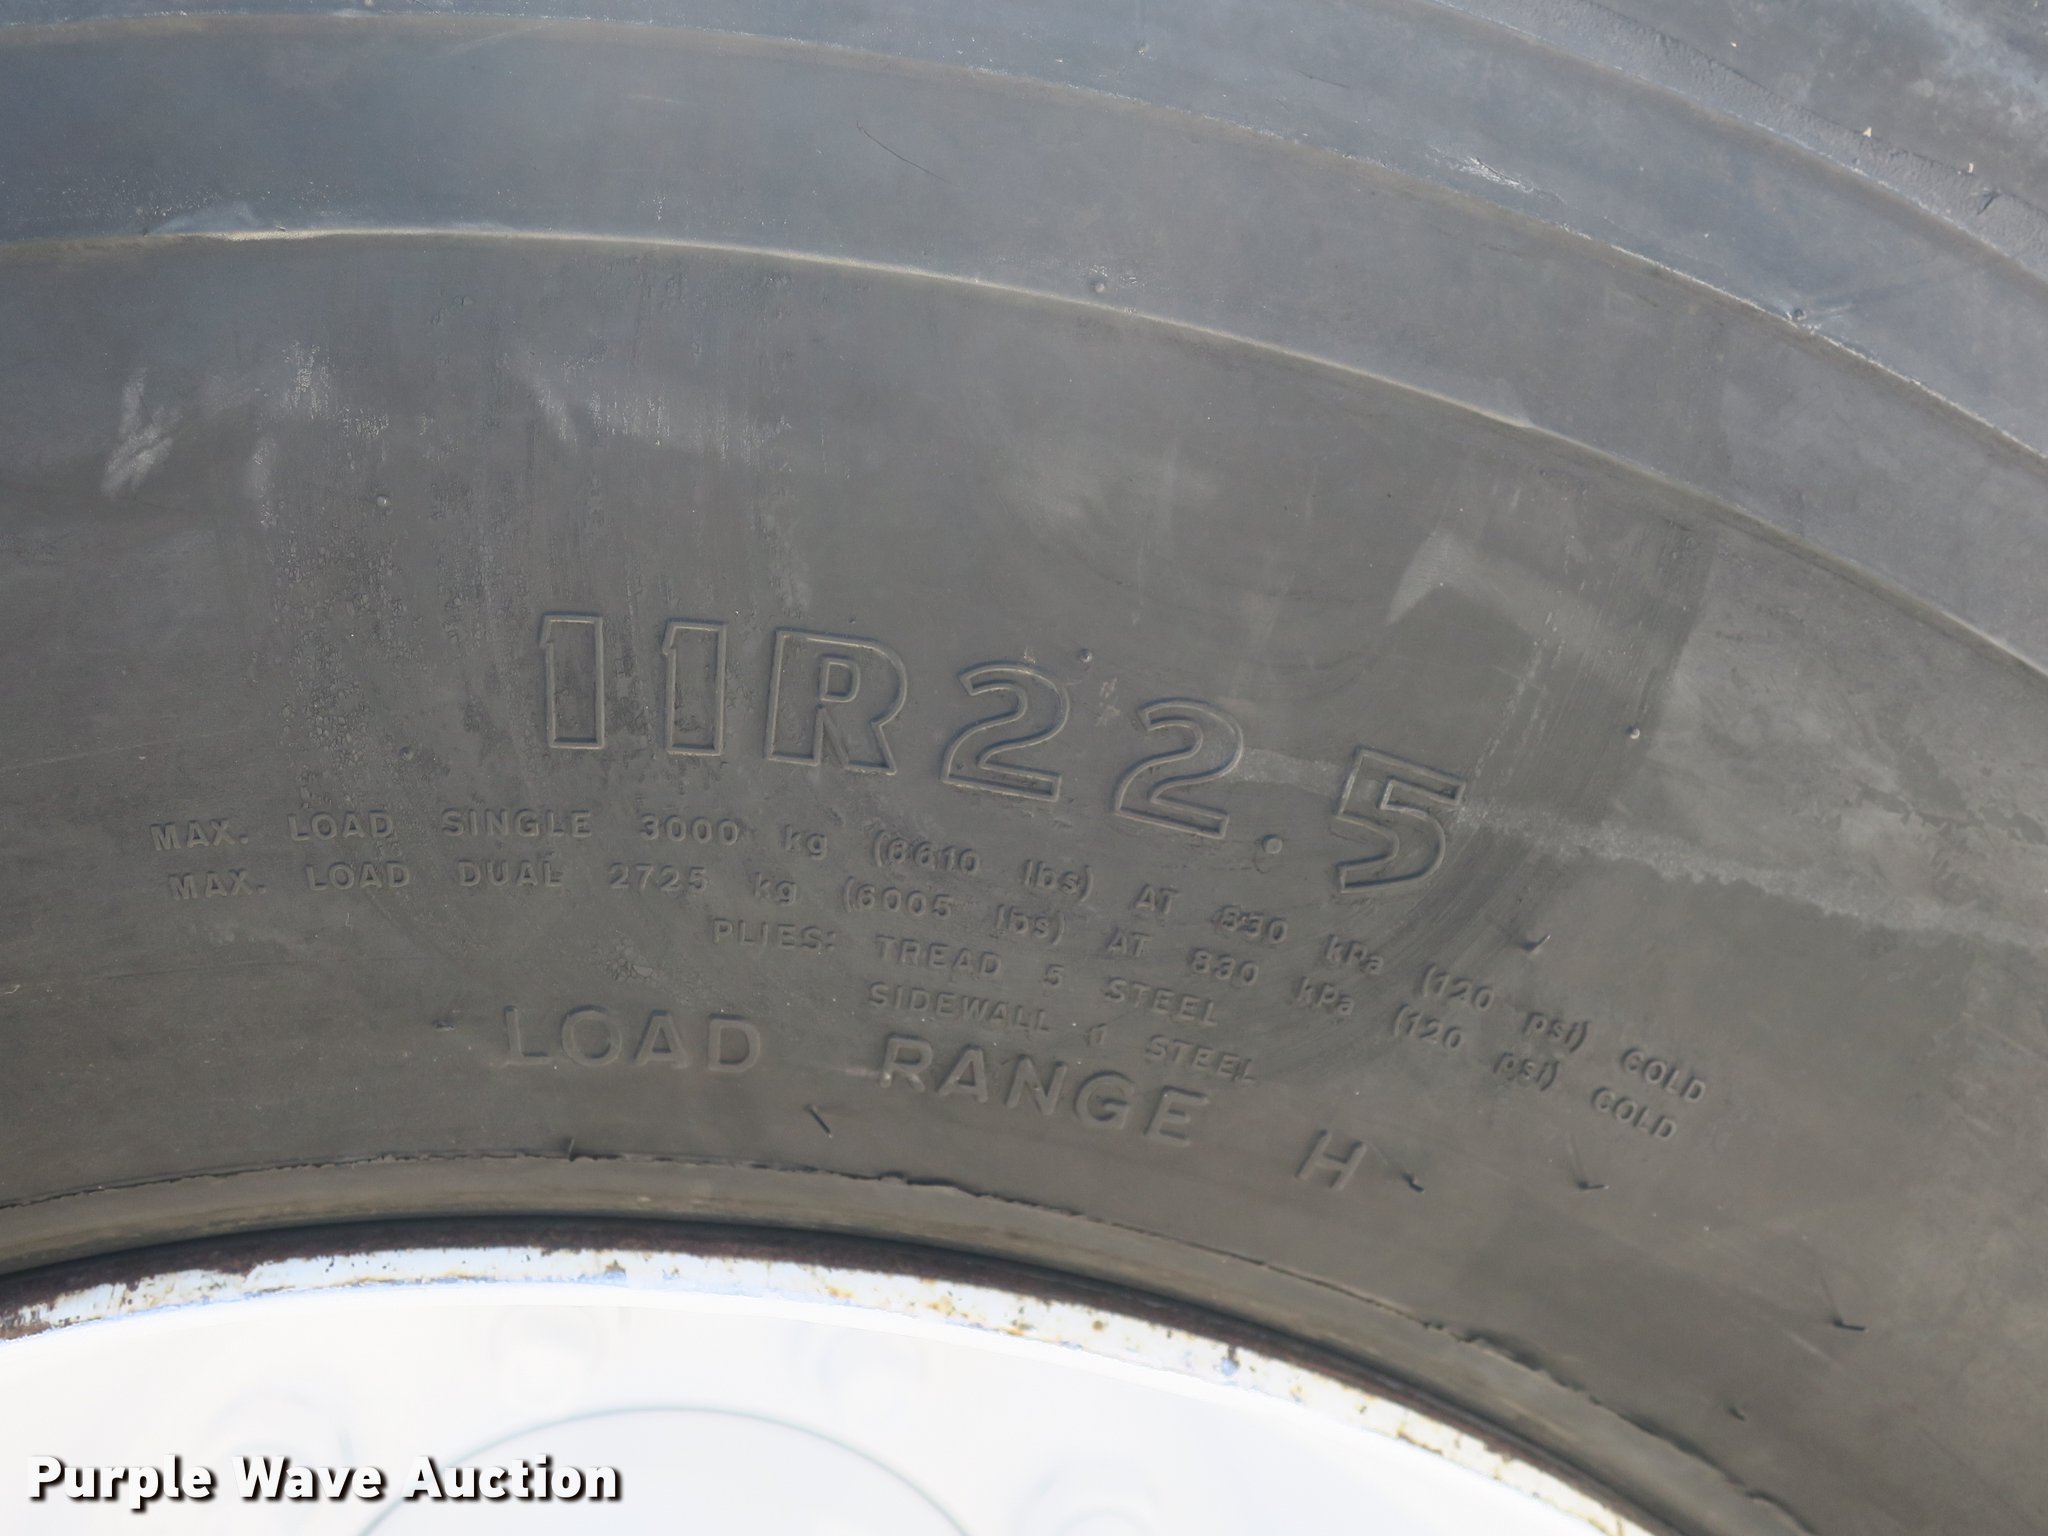 11R22.5
MAX. LOAD SINGLE 3000 kg (6610 lbs) AT 830 kPa (120 psi) COLD
MAX. LOAD DUAL 2725 kg (6005 lbs) AT 830 kPa (120 psi) COLD
PLIES: TREAD 5 STEEL
SIDEWALL 1 STEEL
LOAD RANGE H
Purple Wave Auction